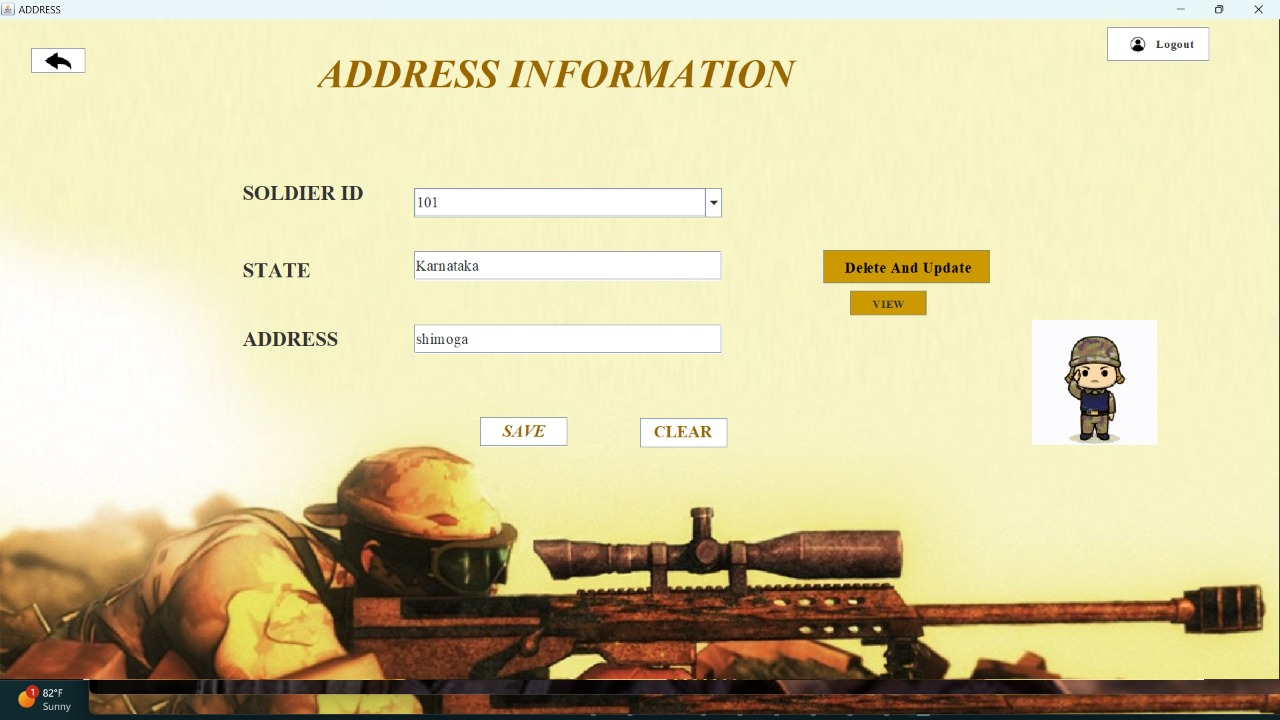 ADDRESS
Logout
ADDRESS INFORMATION
SOLDIER ID
101
STATE
Karnataka
Delete And Update
VIEW
ADDRESS
shimoga
SAVE
CLEAR
1
82°F
Sunny